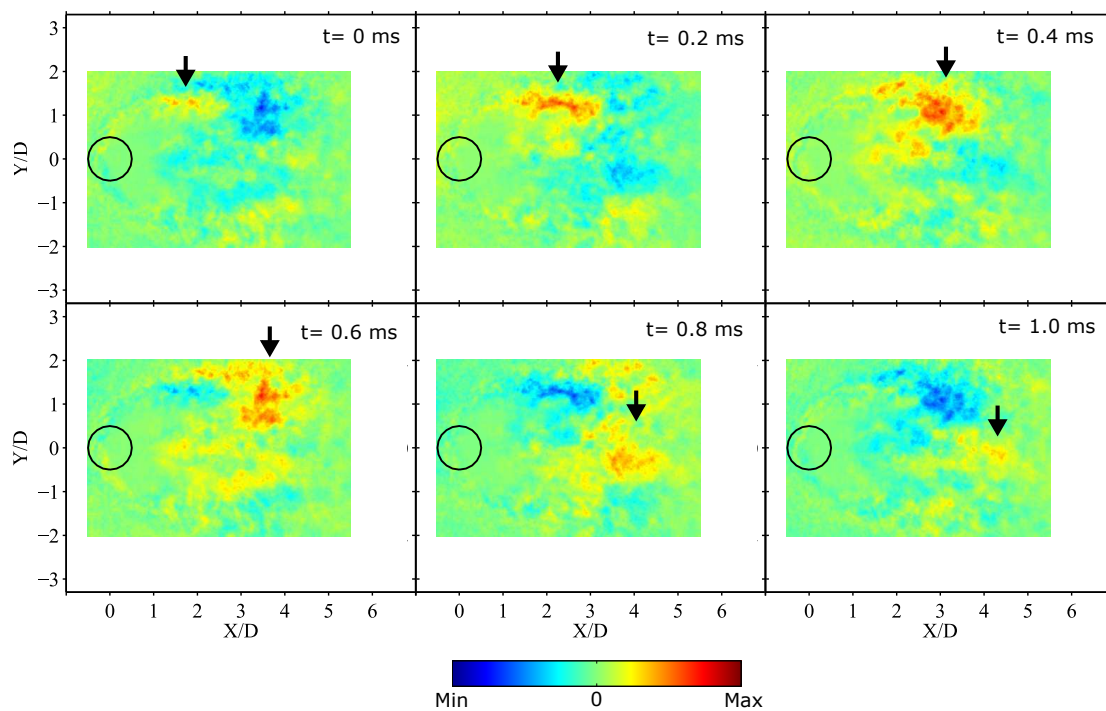 t= 0 ms
t= 0.2 ms
t= 0.4 ms
3
2
1
0
−1
−2
−3
Y/D
t= 0.6 ms
t= 0.8 ms
t= 1.0 ms
3
2
1
0
−1
−2
−3
Y/D
0 1 2 3 4 5 6 0 1 2 3 4 5 6 0 1 2 3 4 5 6
X/D X/D X/D
Min 0 Max